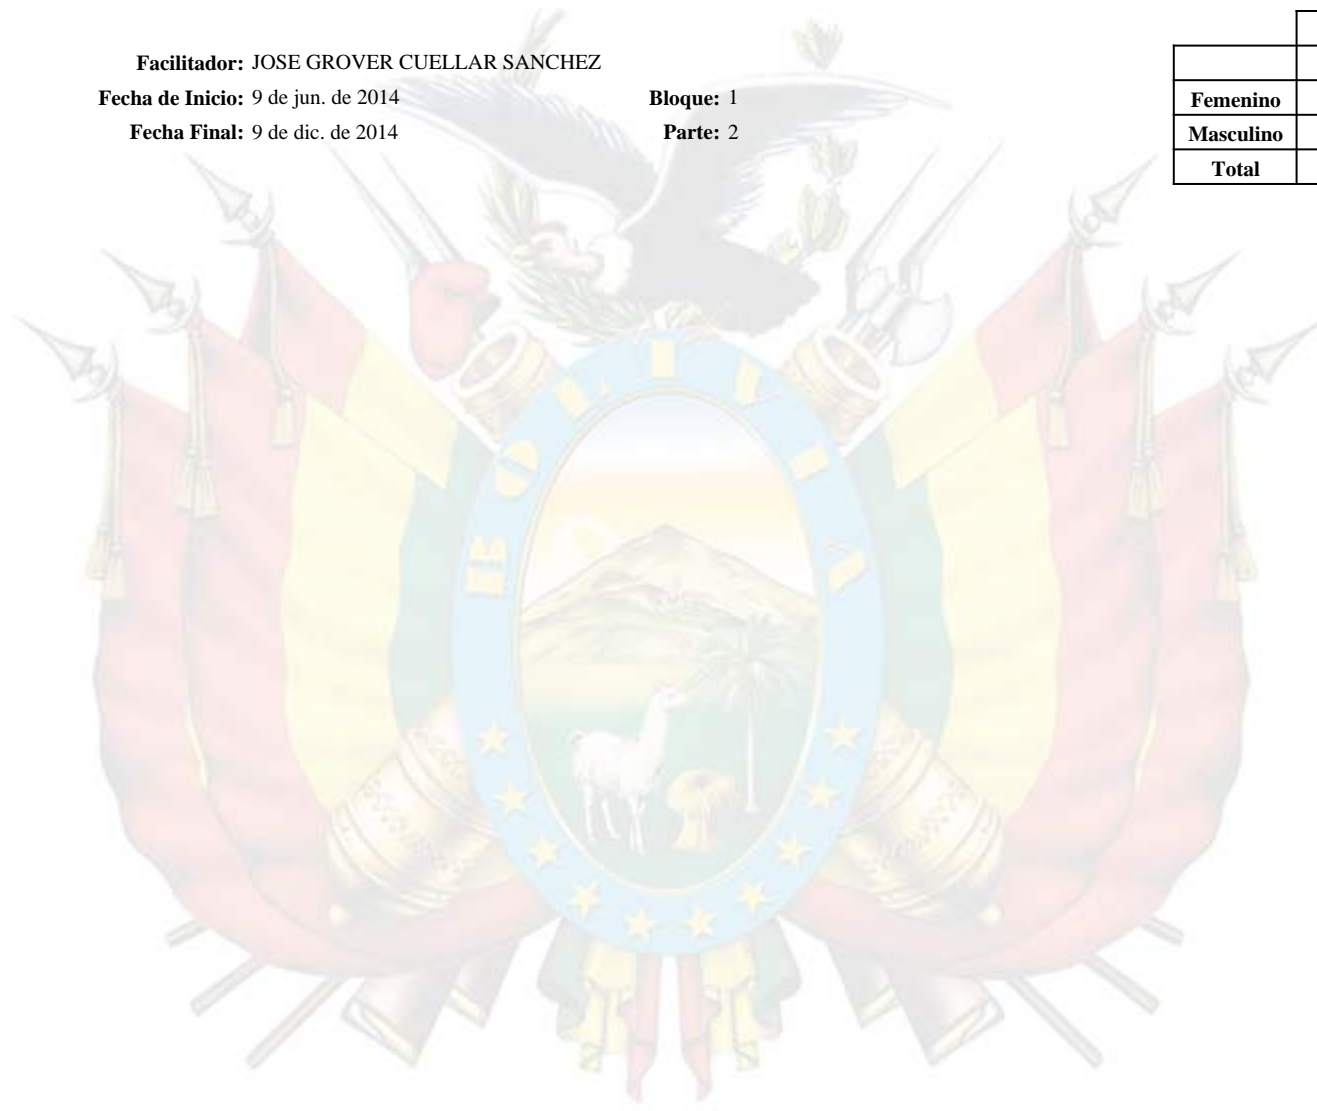 Facilitador: JOSE GROVER CUELLAR SANCHEZ
Fecha de Inicio: 9 de jun. de 2014 Bloque: 1
Fecha Final: 9 de dic. de 2014 Parte: 2
Femenino
Masculino
Total
BOLIVIA